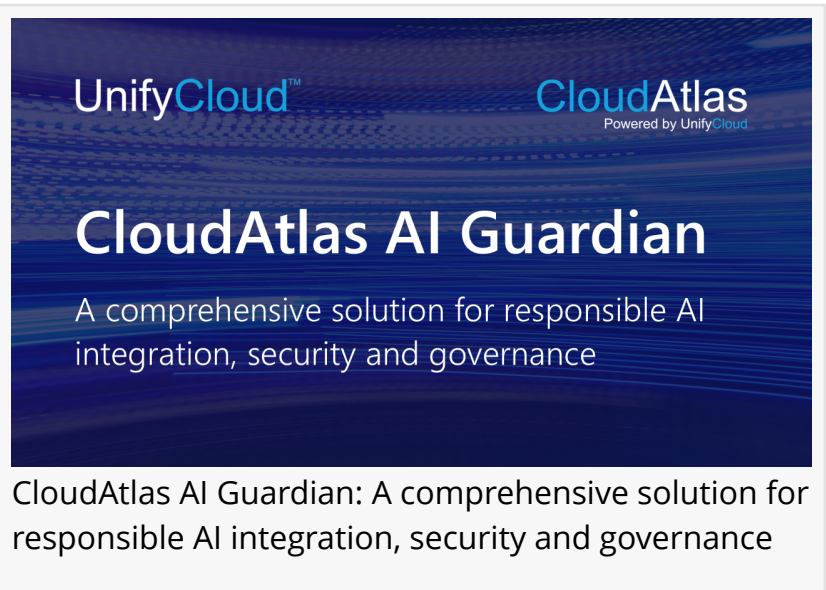 UnifyCloud™
CloudAtlas
Powered by UnifyCloud
CloudAtlas AI Guardian
A comprehensive solution for responsible AI
integration, security and governance
CloudAtlas AI Guardian: A comprehensive solution for
responsible AI integration, security and governance